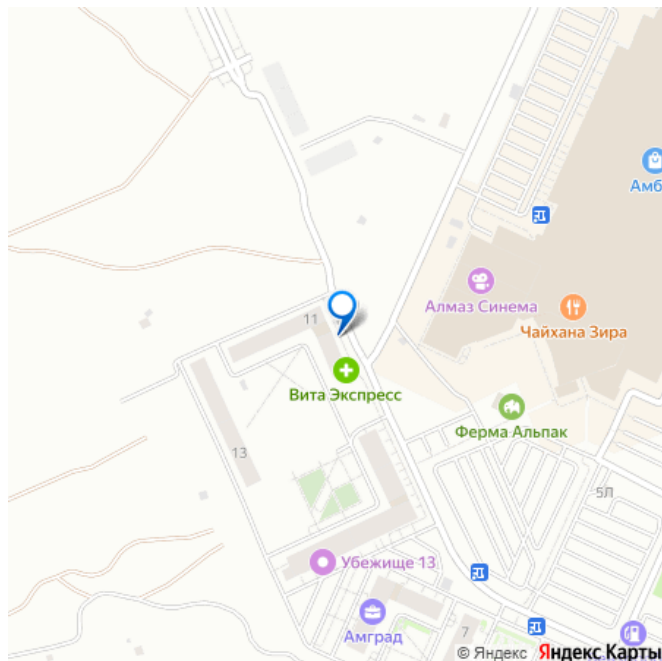 Амб
Алмаз Синема
Чайхана Зира
11
Вита Экспресс
Ферма Альпак
13
5Л
Убежище 13
Амград
7
© Яндекс Яндекс Карты